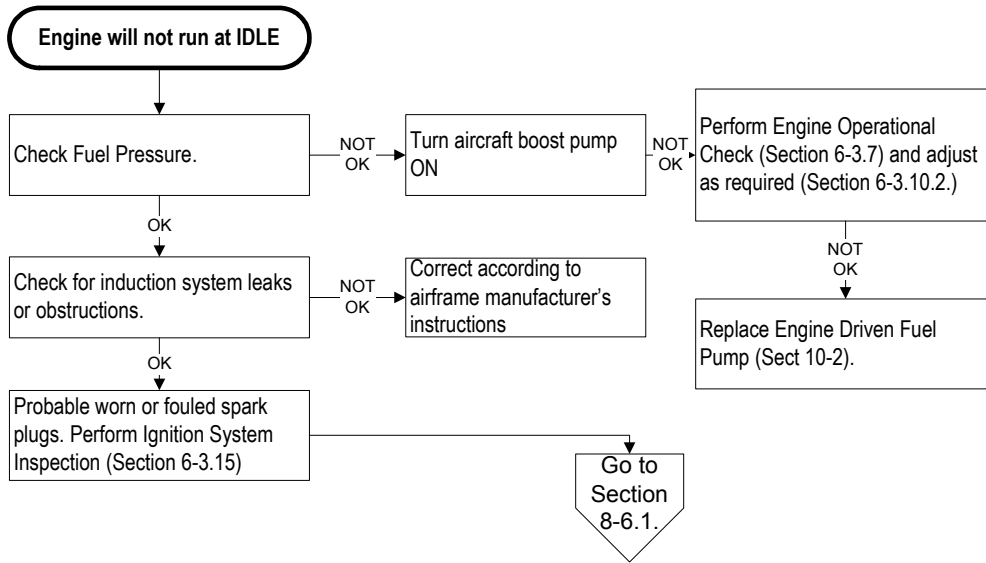 Engine will not run at IDLE
Check Fuel Pressure.
NOT
OK
Turn aircraft boost pump
ON
NOT
OK
Perform Engine Operational
Check (Section 6-3.7) and adjust
as required (Section 6-3.10.2.)
OK
NOT
OK
Check for induction system leaks
or obstructions.
NOT
OK
Correct according to
airframe manufacturer's
instructions
Replace Engine Driven Fuel
Pump (Sect 10-2).
OK
Probable worn or fouled spark
plugs. Perform Ignition System
Inspection (Section 6-3.15)
Go to
Section
8-6.1.